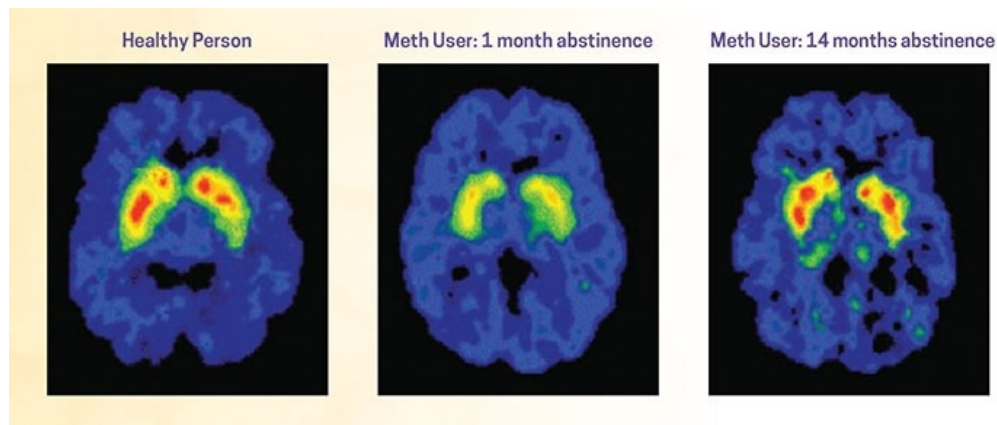 Healthy Person
Meth User: 1 month abstinence
Meth User: 14 months abstinence